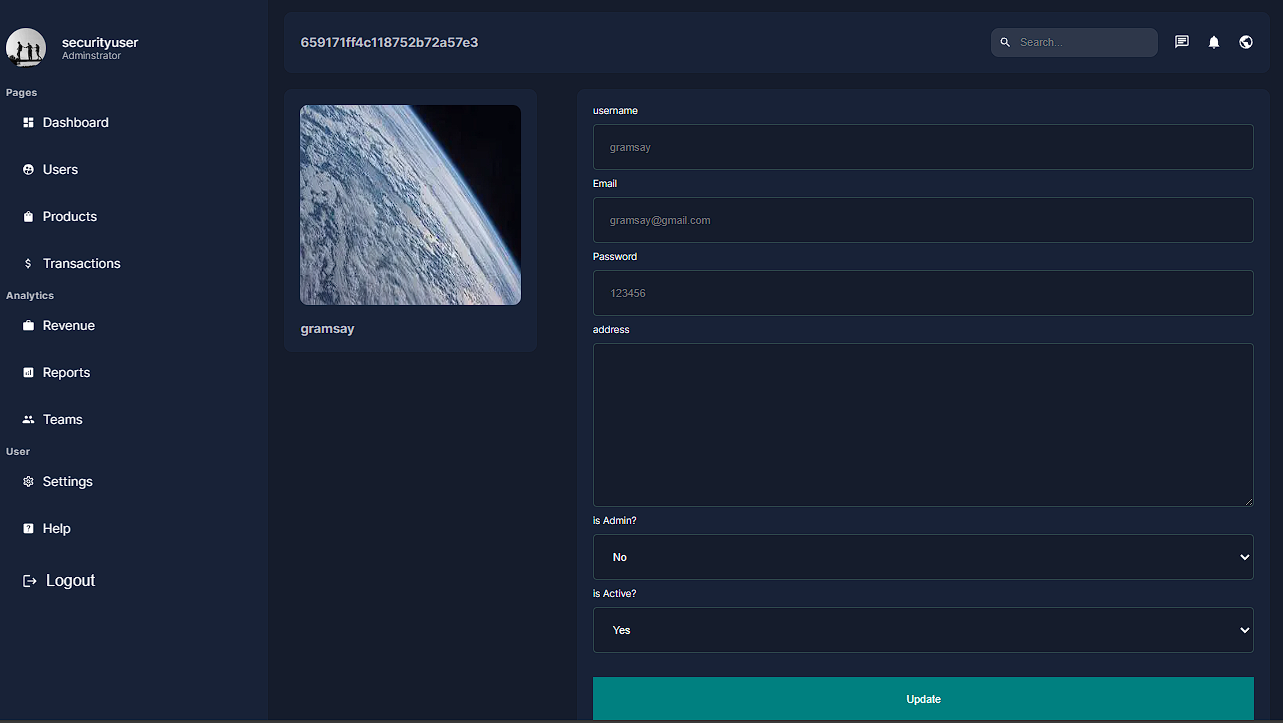 securityuser
Adminstrator
Pages
Dashboard
Users
Products
Transactions
Analytics
Revenue
Reports
Teams
User
Settings
Help
Logout
659171ff4c118752b72a57e3
Search...
gramsay
username
gramsay
Email
gramsay@gmail.com
Password
123456
address
is Admin?
No
is Active?
Yes
Update